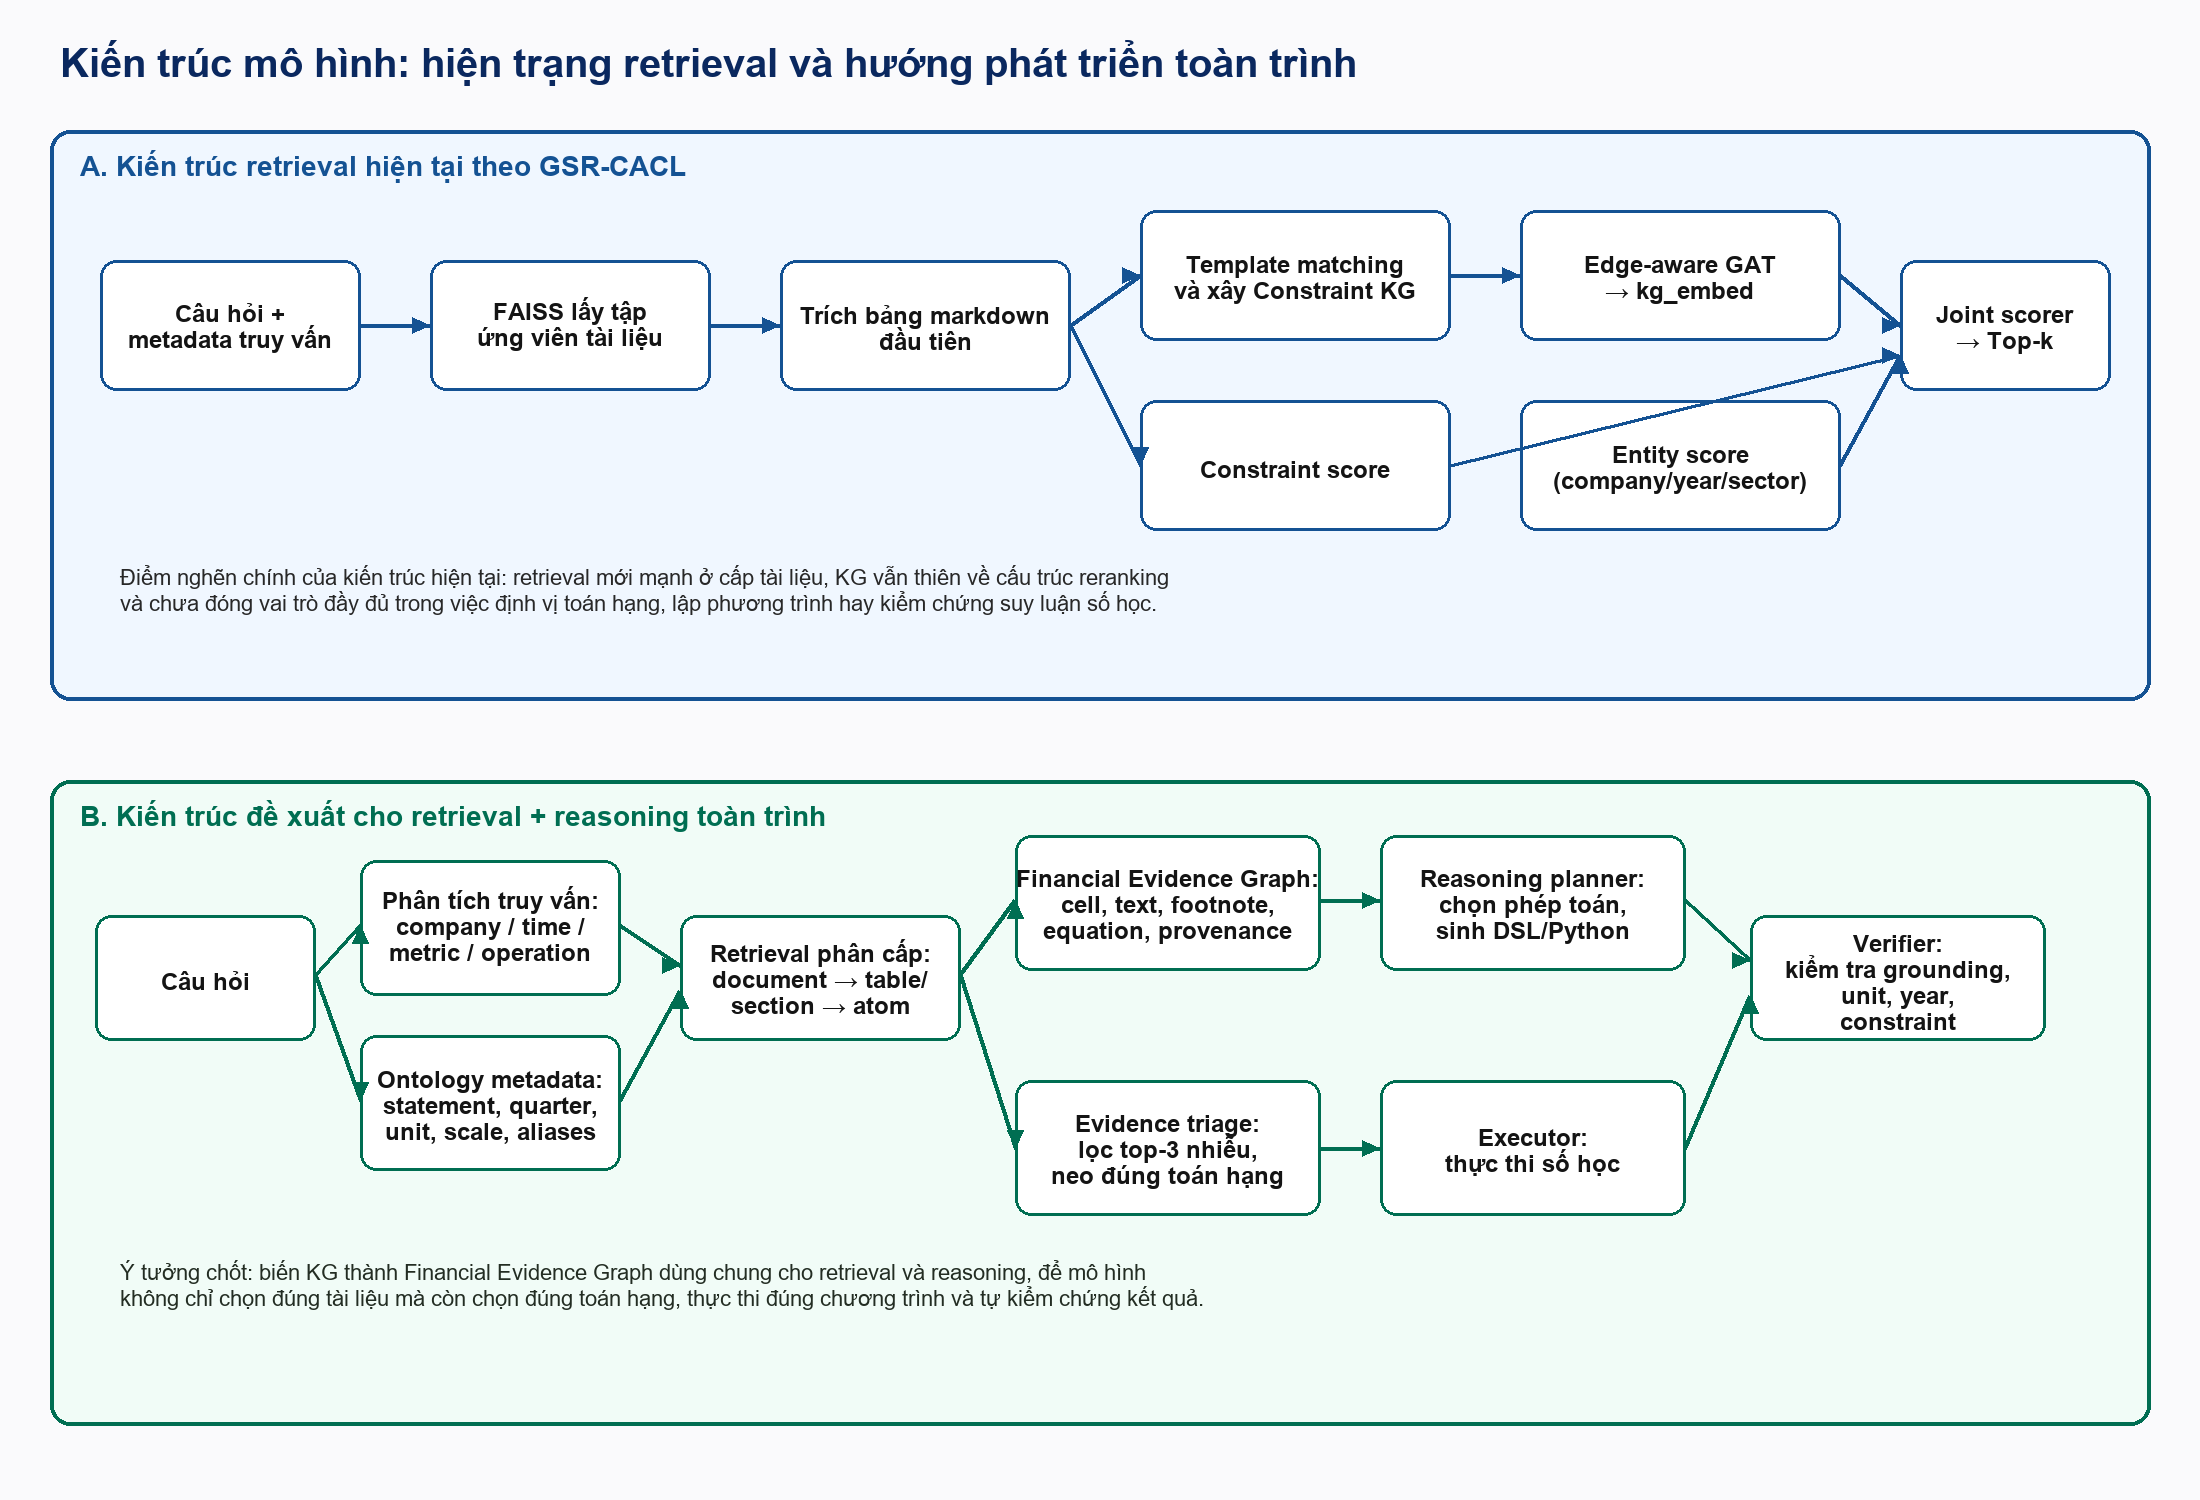 Kiến trúc mô hình: hiện trạng retrieval và hướng phát triển toàn trình
A. Kiến trúc retrieval hiện tại theo GSR-CACL
Câu hỏi +
metadata truy vấn
FAISS lấy tập
ứng viên tài liệu
Trích bảng markdown
đầu tiên
Template matching
và xây Constraint KG
Edge-aware GAT
→ kg_embed
Joint scorer
→ Top-k
Constraint score
Entity score
(company/year/sector)
Điểm nghẽn chính của kiến trúc hiện tại: retrieval mới mạnh ở cấp tài liệu, KG vẫn thiên về cấu trúc reranking
và chưa đóng vai trò đầy đủ trong việc định vị toán hạng, lập phương trình hay kiểm chứng suy luận số học.
B. Kiến trúc đề xuất cho retrieval + reasoning toàn trình
Câu hỏi
Phân tích truy vấn:
company / time /
metric / operation
Ontology metadata:
statement, quarter,
unit, scale, aliases
Retrieval phân cấp:
document → table/
section → atom
Financial Evidence Graph:
cell, text, footnote,
equation, provenance
Reasoning planner:
chọn phép toán,
sinh DSL/Python
Verifier:
kiểm tra grounding,
unit, year,
constraint
Evidence triage:
lọc top-3 nhiễu,
neo đúng toán hạng
Executor:
thực thi số học
Ý tưởng chốt: biến KG thành Financial Evidence Graph dùng chung cho retrieval và reasoning, để mô hình
không chỉ chọn đúng tài liệu mà còn chọn đúng toán hạng, thực thi đúng chương trình và tự kiểm chứng kết quả.